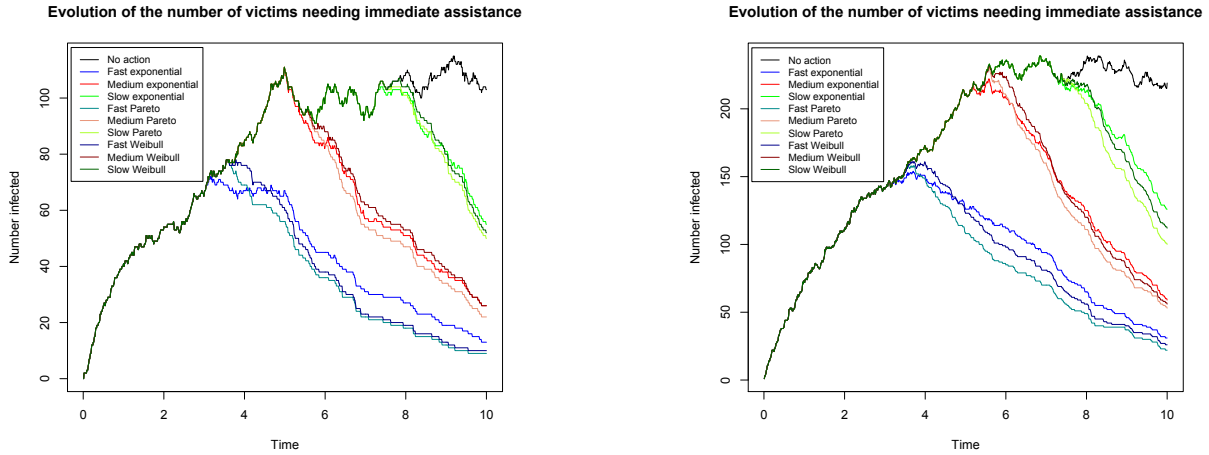 Evolution of the number of victims needing immediate assistance
Number infected
100
80
60
40
20
0
No action
Fast exponential
Medium exponential
Slow exponential
Fast Pareto
Medium Pareto
Slow Pareto
Fast Weibull
Medium Weibull
Slow Weibull
0 2 4 6 8 10
Time
Evolution of the number of victims needing immediate assistance
Number infected
200
150
100
50
0
No action
Fast exponential
Medium exponential
Slow exponential
Fast Pareto
Medium Pareto
Slow Pareto
Fast Weibull
Medium Weibull
Slow Weibull
0 2 4 6 8 10
Time